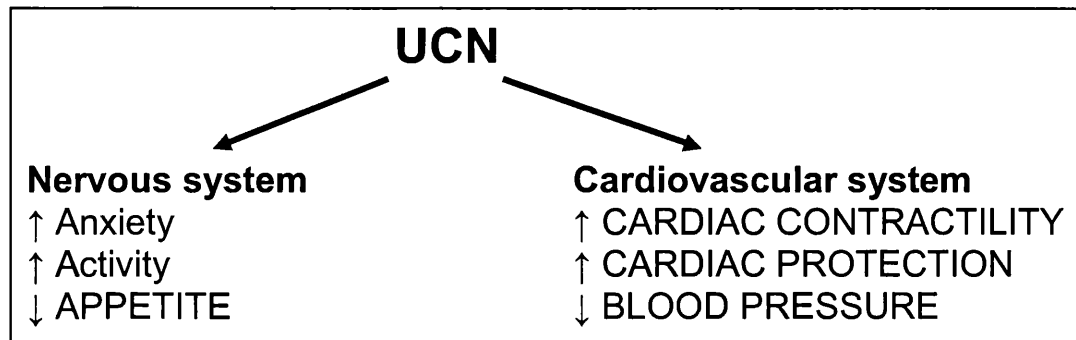 UCN
Nervous system
↑ Anxiety
↑ Activity
↓ APPETITE
Cardiovascular system
↑ CARDIAC CONTRACTILITY
↑ CARDIAC PROTECTION
↓ BLOOD PRESSURE